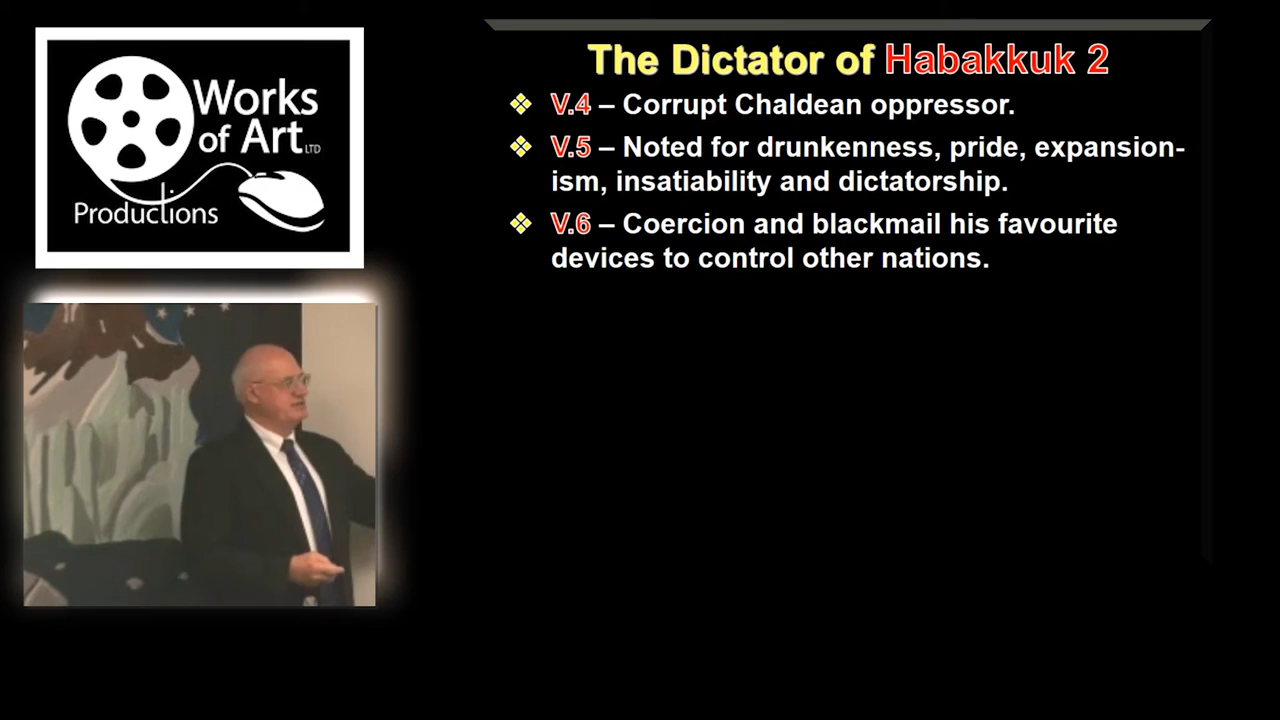 Works
of Art LTD
Productions
The Dictator of Habakkuk 2
❖ V.4 – Corrupt Chaldean oppressor.
❖ V.5 – Noted for drunkenness, pride, expansion-
ism, insatiability and dictatorship.
❖ V.6 – Coercion and blackmail his favourite
devices to control other nations.